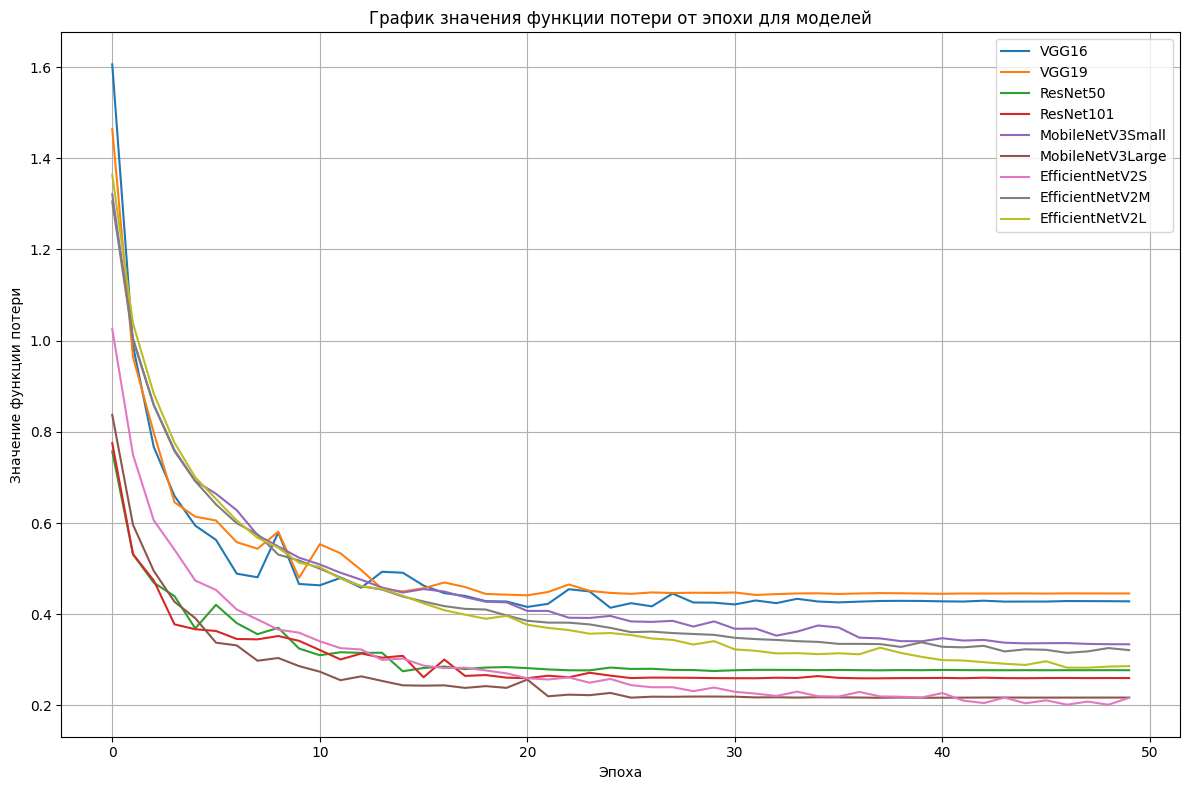 График значения функции потери от эпохи для моделей
VGG16
VGG19
ResNet50
ResNet101
MobileNetV3Small
MobileNetV3Large
EfficientNetV2S
EfficientNetV2M
EfficientNetV2L
Значение функции потери
1.6
1.4
1.2
1.0
0.8
0.6
0.4
0.2
0
10
20
30
40
50
Эпоха